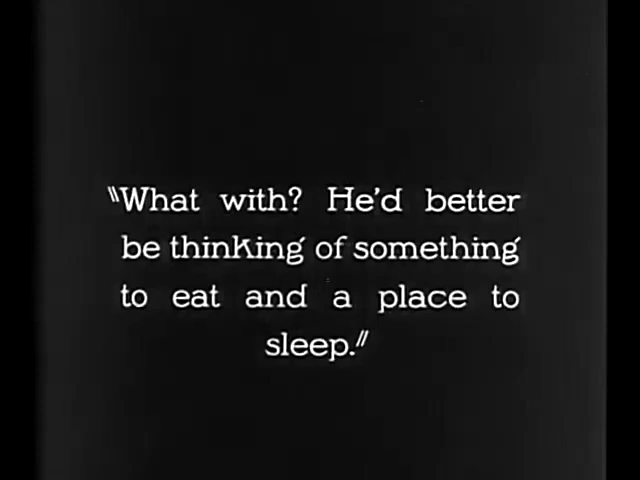 "What with? He'd better
be thinking of something
to eat and a place to
sleep."